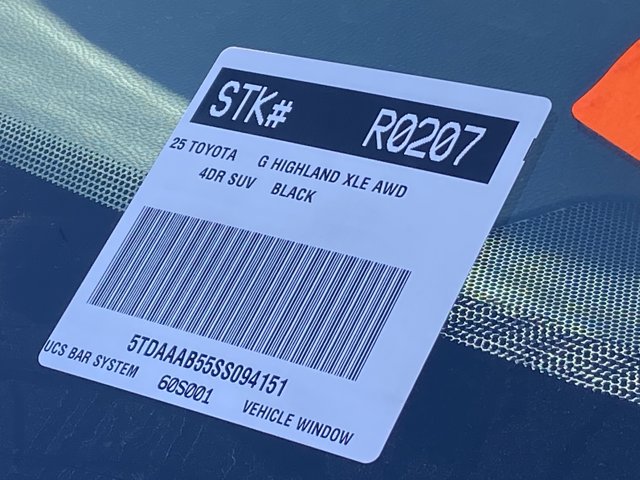 STK# R0207
25 TOYOTA G HIGHLAND XLE AWD
4DR SUV BLACK
5TDAAAB55SS094151
UCS BAR SYSTEM 60S001 VEHICLE WINDOW